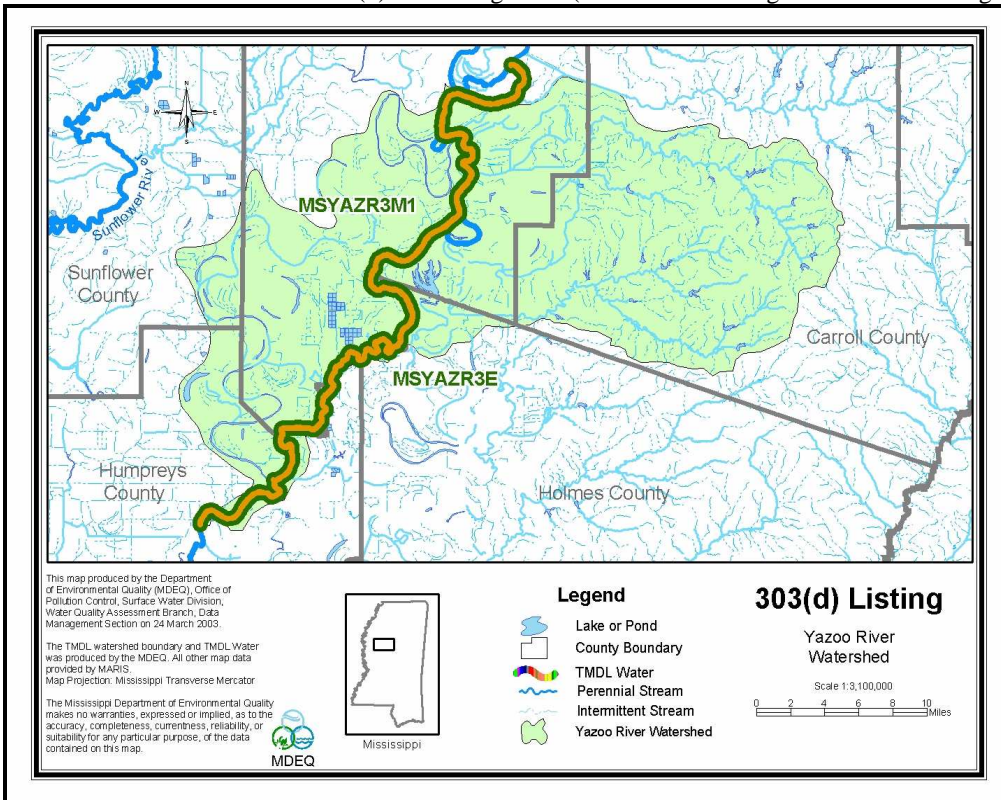 N
W
E
S
Sunflower River
MSYAZR3M1
Sunflower
County
Carroll County
MSYAZR3E
Humpreys
County
Holmes County
This map produced by the Department
of Environmental Quality (MDEQ), Office of
Pollution Control, Surface Water Division,
Water Quality Assessment Branch, Data
Management Section on 24 March 2003.
The TMDL watershed boundary and TMDL Water
was produced by the MDEQ. All other map data
provided by MARIS.
Map Projection: Mississippi Transverse Mercator
The Mississippi Department of Environmental Quality
makes no warranties, expressed or implied, as to the
accuracy, completeness, currentness, reliability, or
suitability for any particular purpose, of the data
contained on this map.
MDEQ
Mississippi
Legend
Lake or Pond
County Boundary
TMDL Water
Perennial Stream
Intermittent Stream
Yazoo River Watershed
303(d) Listing
Yazoo River
Watershed
Scale 1:3,100,000
0 2 4 6 8 10
Miles